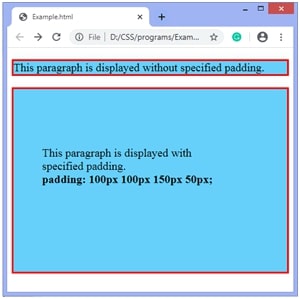 Example.html
File | D:/CSS/programs/Exam...
This paragraph is displayed without specified padding.
This paragraph is displayed with
specified padding.
padding: 100px 100px 150px 50px;